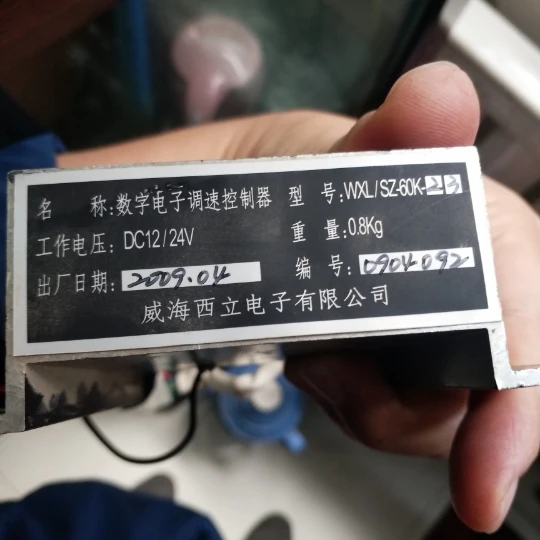 名 称:数字电子调速控制器 型 号:WXL/SZ-60K-23
工作电压: DC12/24V 重 量:0.8Kg
出厂日期: 2009.04 编 号: 0904092
威海西立电子有限公司